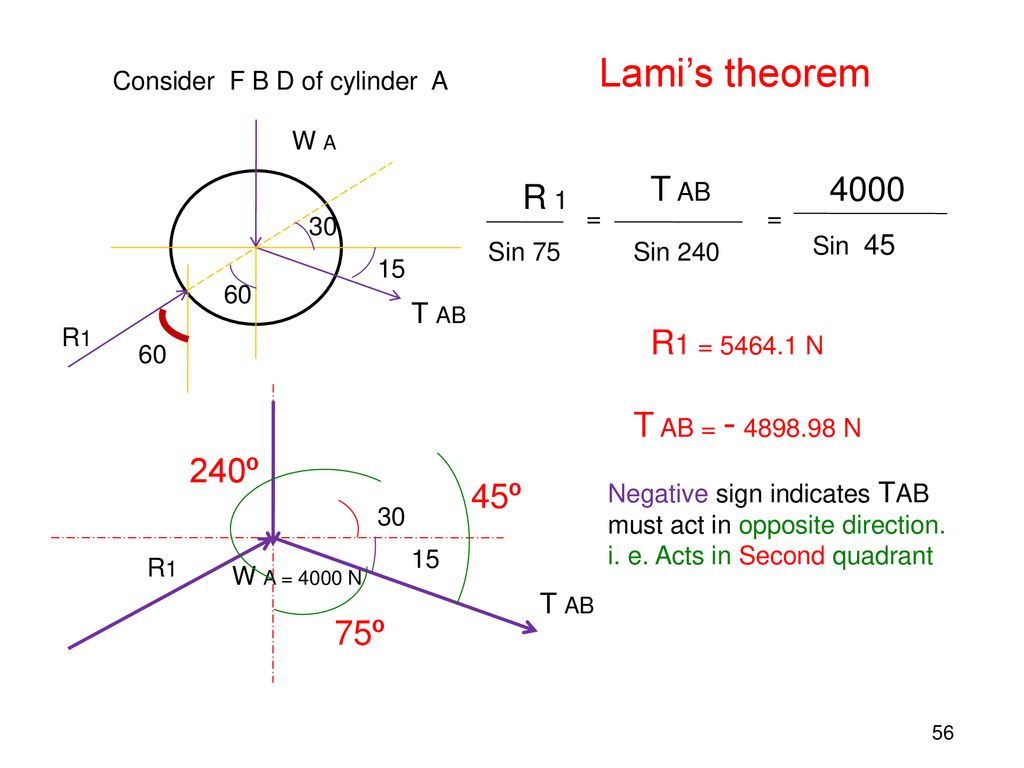 Consider F B D of cylinder A
Lami's theorem
W A
30
15
60
T AB
R1
60
R 1
=
T AB
=
4000
Sin 75
Sin 240
Sin 45
R1 = 5464.1 N
T AB = - 4898.98 N
Negative sign indicates TAB
must act in opposite direction.
i. e. Acts in Second quadrant
240º
45º
30
15
R1
W A = 4000 N
T AB
75º
56